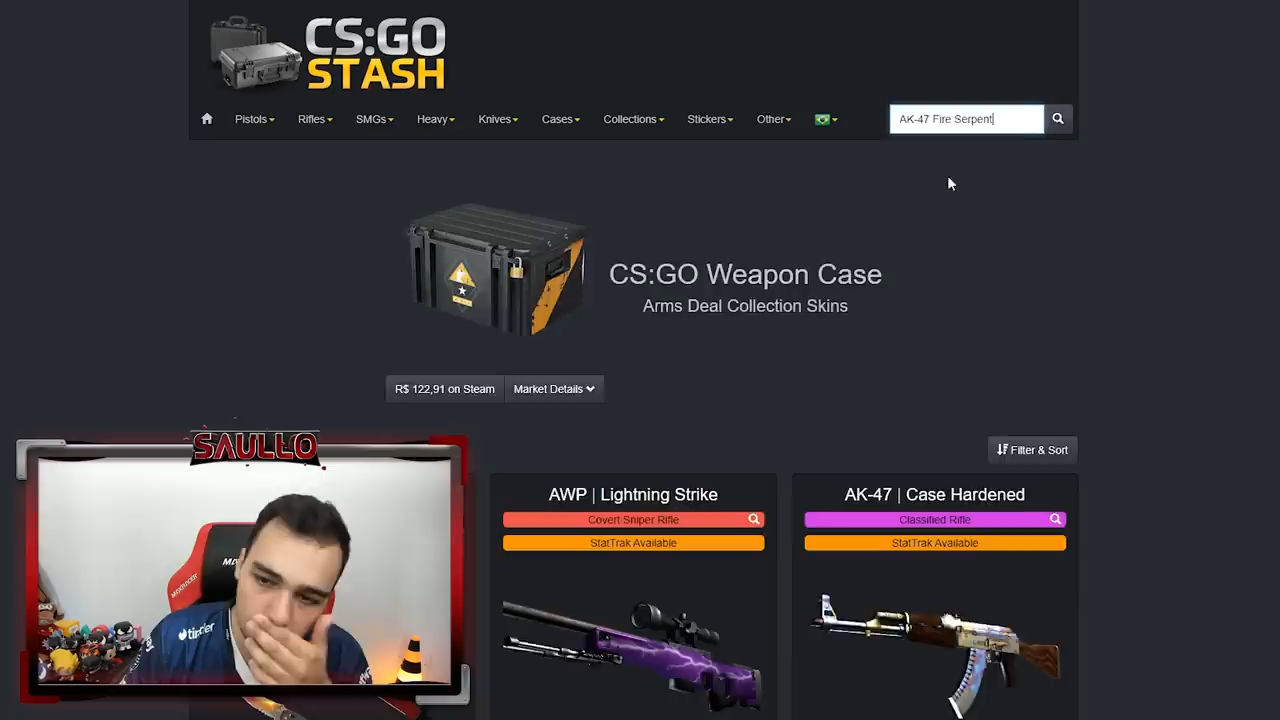 CS:GO
STASH
Pistols Rifles SMGs Heavy Knives Cases Collections Stickers Other
AK-47 Fire Serpent
CS:GO Weapon Case
Arms Deal Collection Skins
R$ 122,91 on Steam
Market Details
Filter & Sort
SAULLO
AWP | Lightning Strike
Covert Sniper Rifle
StatTrak Available
AK-47 | Case Hardened
Classified Rifle
StatTrak Available
tinder